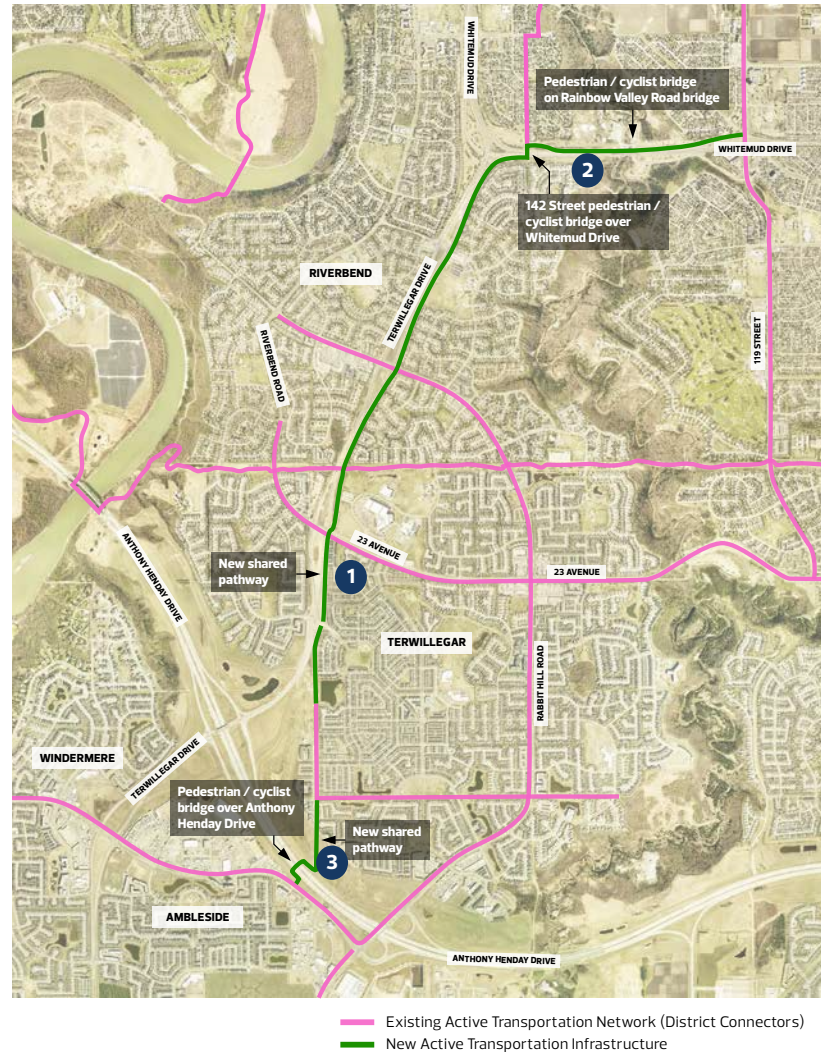 WHITEMUD DRIVE
Pedestrian / cyclist bridge
on Rainbow Valley Road bridge
WHITEMUD DRIVE
2
142 Street pedestrian /
cyclist bridge over
Whitemud Drive
RIVERBEND
TERWILLEGAR DRIVE
RIVERBEND ROAD
119 STREET
ANTHONY HENDAY DRIVE
23 AVENUE
New shared
pathway
1
23 AVENUE
TERWILLEGAR
RABBIT HILL ROAD
WINDERMERE
TERWILLEGAR DRIVE
Pedestrian / cyclist
bridge over Anthony
Henday Drive
New shared
pathway
3
AMBLESIDE
ANTHONY HENDAY DRIVE
Existing Active Transportation Network (District Connectors)
New Active Transportation Infrastructure